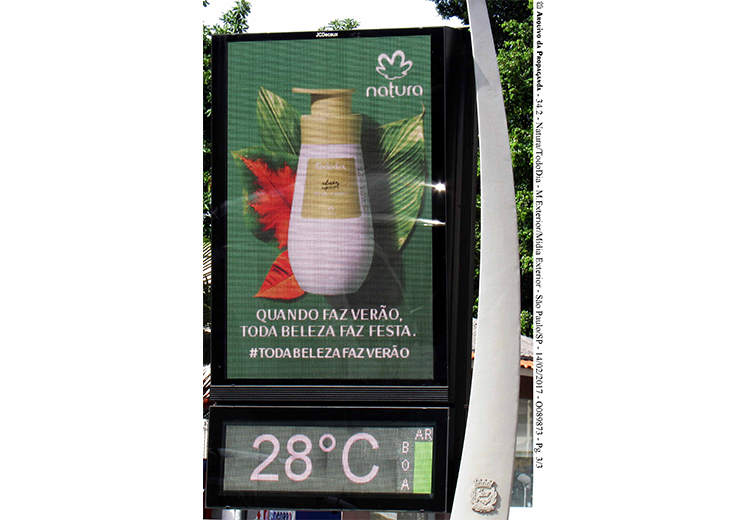 JCDecaux
natura
QUANDO FAZ VERÃO,
TODA BELEZA FAZ FESTA.
#TODABELEZAFAZVERÃO
28°C
AR
BOA
Arquivo da Propaganda - 34.2 - Natura/TodoDia - M.Exterior/Mídia Exterior - São Paulo/SP - 14/02/2017 - O089873 - Pg. 3/3